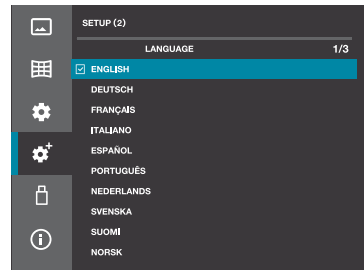 SETUP (2)
LANGUAGE 1/3
ENGLISH
DEUTSCH
FRANÇAIS
ITALIANO
ESPAÑOL
PORTUGUÊS
NEDERLANDS
SVENSKA
SUOMI
NORSK